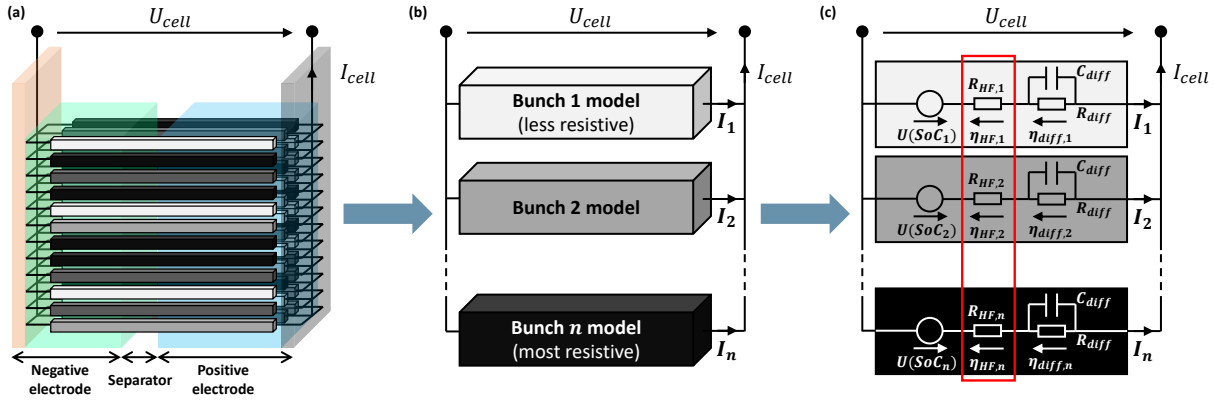 (a)
U_cell
I_cell
Negative
electrode
Separator
Positive
electrode
(b)
U_cell
I_cell
Bunch 1 model
(less resistive)
I_1
Bunch 2 model
I_2
Bunch n model
(most resistive)
I_n
(c)
U_cell
I_cell
C_diff
R_HF,1
R_diff
I_1
U(SoC_1)
η_HF,1
η_diff,1
C_diff
R_HF,2
R_diff
I_2
U(SoC_2)
η_HF,2
η_diff,2
C_diff
R_HF,n
R_diff
I_n
U(SoC_n)
η_HF,n
η_diff,n